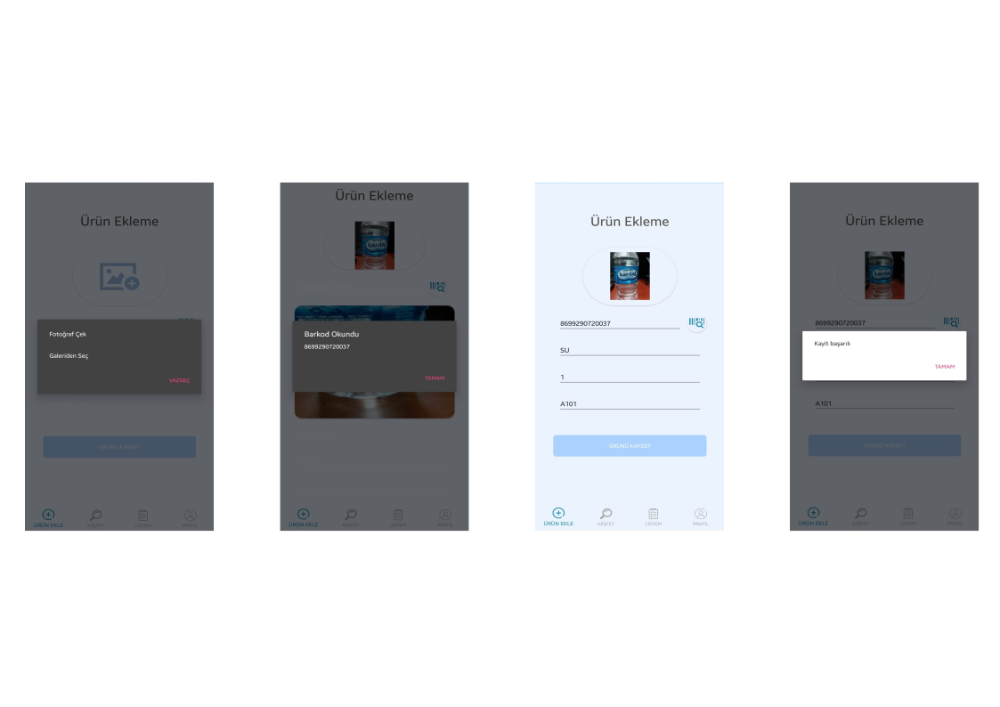 Ürün Ekleme
Fotoğraf Çek
Galeriden Seç
VAZGEÇ
ÜRÜNÜ KAYDET
ÜRÜN EKLE
KEŞFET
LİSTEM
PROFİL
Ürün Ekleme
Barkod Okundu
8699290720037
TAMAM
ÜRÜN EKLE
KEŞFET
LİSTEM
PROFİL
Ürün Ekleme
8699290720037
SU
1
A101
ÜRÜNÜ KAYDET
ÜRÜN EKLE
KEŞFET
LİSTEM
PROFİL
Ürün Ekleme
8699290720037
Kayit başarılı
TAMAM
A101
ÜRÜNÜ KAYDET
ÜRÜN EKLE
KEŞFET
LİSTEM
PROFİL